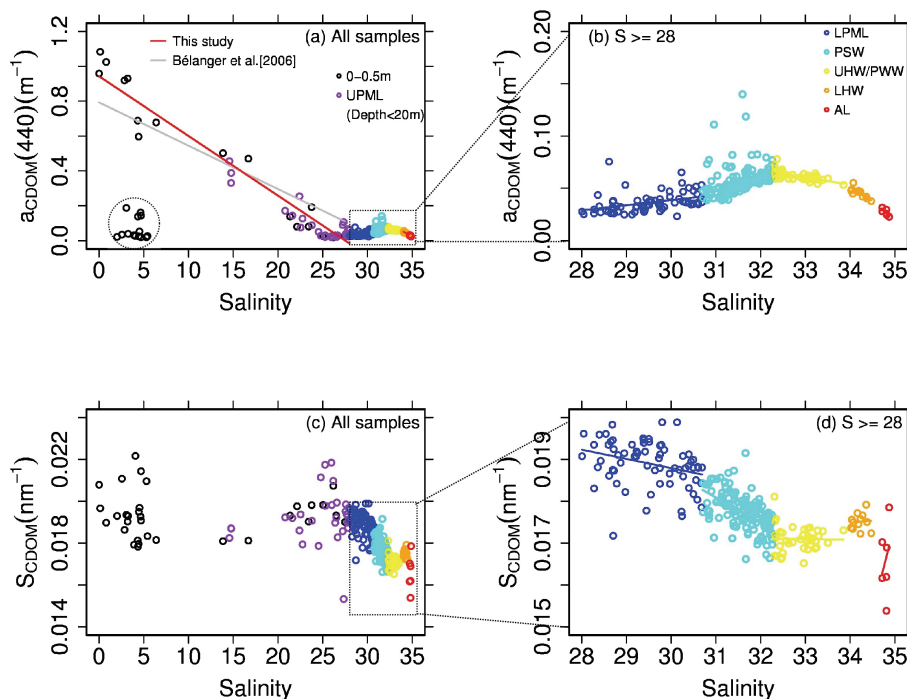 (a) All samples
This study
Bélanger et al.[2006]
0−0.5m
UPML
(Depth<20m)
aCDOM(440)(m−1)
0.0
0.4
0.8
1.2
0 5 10 15 20 25 30 35
Salinity
(b) S >= 28
LPML
PSW
UHW/PWW
LHW
AL
aCDOM(440)(m−1)
0.00
0.10
0.20
28 29 30 31 32 33 34 35
Salinity
(c) All samples
SCDOM(nm−1)
0.014
0.018
0.022
0 5 10 15 20 25 30 35
Salinity
(d) S >= 28
SCDOM(nm−1)
0.015
0.017
0.019
28 29 30 31 32 33 34 35
Salinity